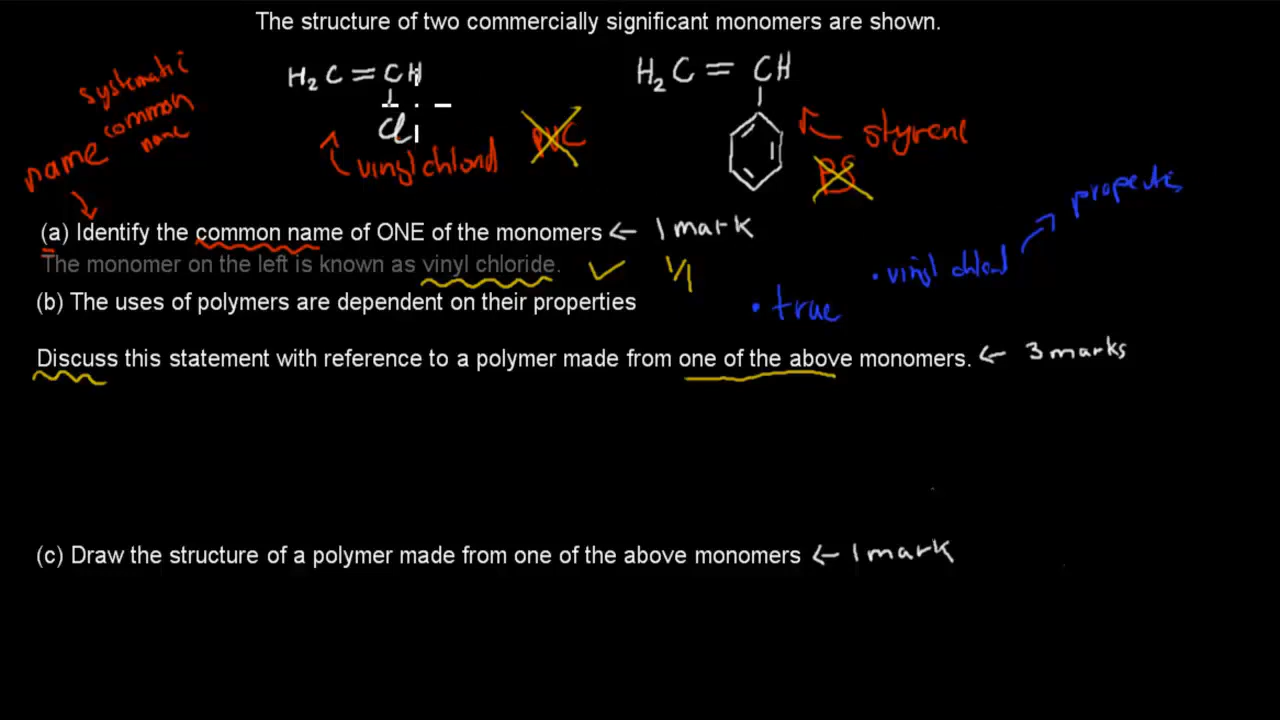 The structure of two commercially significant monomers are shown.
systematic
common
name
name
H₂C = CH
Cl
vinyl chlorid
PVC
H₂C = CH
styrene
PS
(a) Identify the common name of ONE of the monomers ← 1 mark
The monomer on the left is known as vinyl chloride. ✓ 1/1
(b) The uses of polymers are dependent on their properties
• true
• vinyl chlorid
properties
Discuss this statement with reference to a polymer made from one of the above monomers. ← 3 marks
(c) Draw the structure of a polymer made from one of the above monomers ← 1 mark